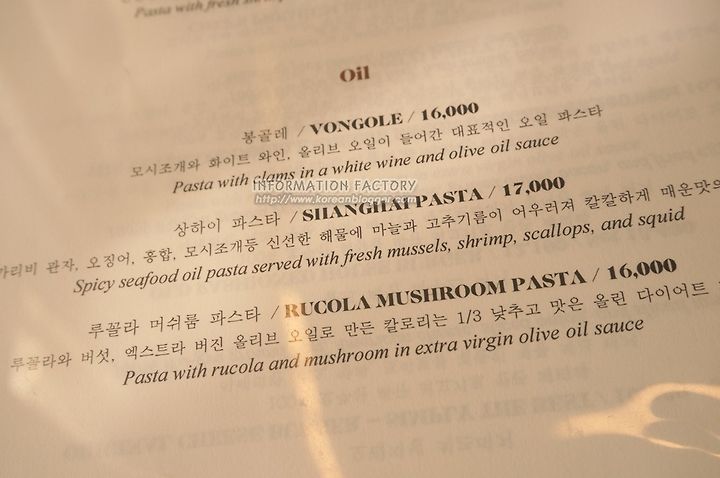 Pasta with fresh
Oil
봉골레 / VONGOLE / 16,000
모시조개와 화이트 와인, 올리브 오일이 들어간 대표적인 오일 파스타
Pasta with clams in a white wine and olive oil sauce
INFORMATION FACTORY
http://www.koreanblogger.com
상하이 파스타 / SHANGHAI PASTA / 17,000
가리비 관자, 오징어, 홍합, 모시조개등 신선한 해물에 마늘과 고추기름이 어우러져 칼칼하게 매운맛의
Spicy seafood oil pasta served with fresh mussels, shrimp, scallops, and squid
루꼴라 머쉬룸 파스타 / RUCOLA MUSHROOM PASTA / 16,000
루꼴라와 버섯, 엑스트라 버진 올리브 오일로 만든 칼로리는 1/3 낮추고 맛은 올린 다이어트
Pasta with rucola and mushroom in extra virgin olive oil sauce